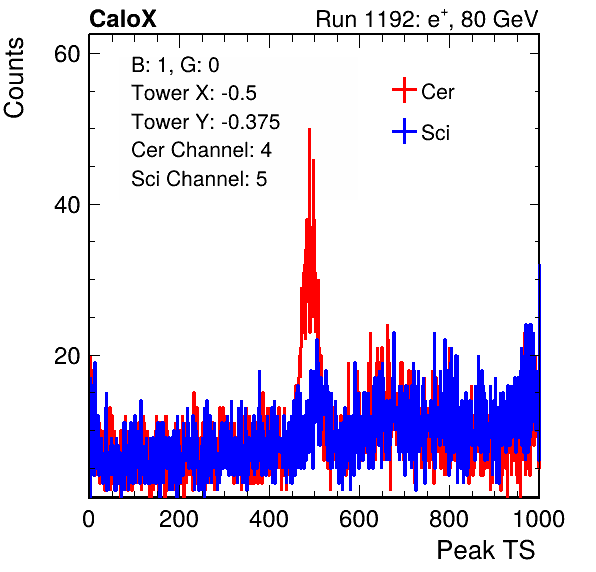 CaloX Run 1192: e⁺, 80 GeV
Counts
B: 1, G: 0
Tower X: -0.5
Tower Y: -0.375
Cer Channel: 4
Sci Channel: 5
Cer
Sci
60
40
20
0 200 400 600 800 1000
Peak TS